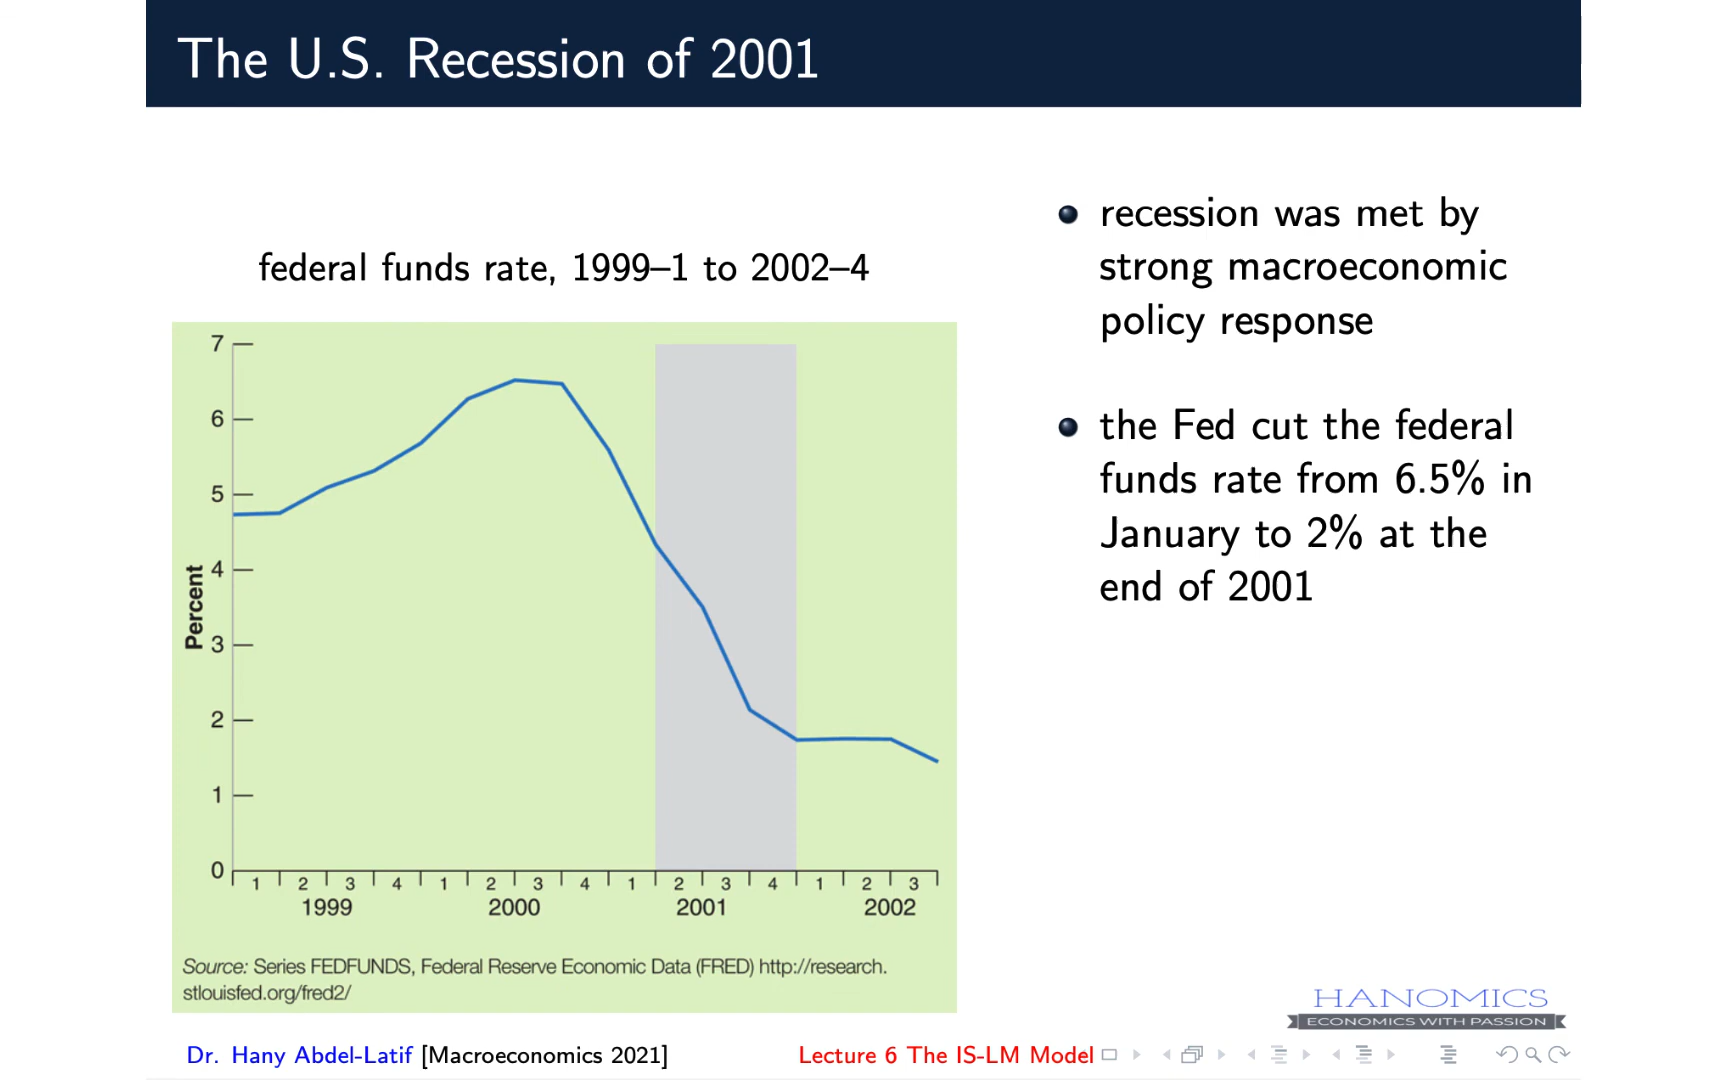 The U.S. Recession of 2001
federal funds rate, 1999–1 to 2002–4
7
6
5
4
3
2
1
0
Percent
1 2 3 4 1 2 3 4 1 2 3 4 1 2 3
1999 2000 2001 2002
Source: Series FEDFUNDS, Federal Reserve Economic Data (FRED) http://research.
stlouisfed.org/fred2/
recession was met by
strong macroeconomic
policy response
the Fed cut the federal
funds rate from 6.5% in
January to 2% at the
end of 2001
HANOMICS
ECONOMICS WITH PASSION
Dr. Hany Abdel-Latif [Macroeconomics 2021] Lecture 6 The IS-LM Model